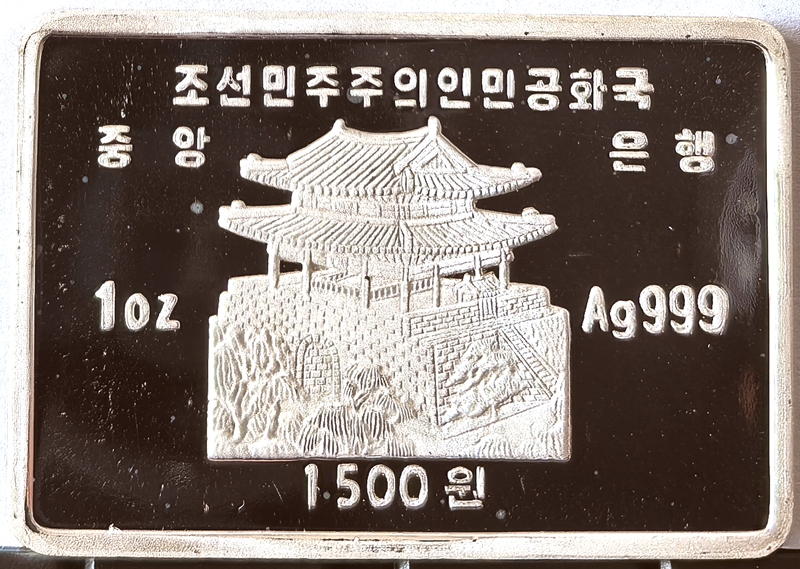 조선민주주의인민공화국
중앙 은행
1oz Ag999
1500 원